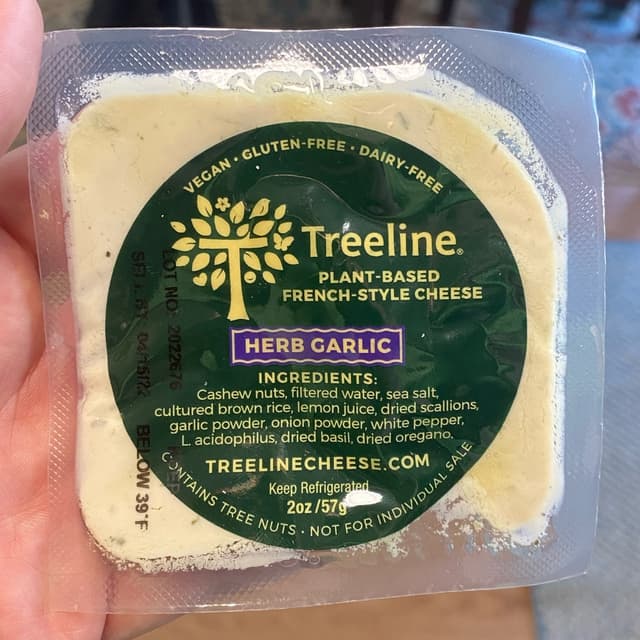 VEGAN • GLUTEN-FREE • DAIRY-FREE
Treeline®
PLANT-BASED
FRENCH-STYLE CHEESE
HERB GARLIC
INGREDIENTS:
Cashew nuts, filtered water, sea salt,
cultured brown rice, lemon juice, dried scallions,
garlic powder, onion powder, white pepper,
L. acidophilus, dried basil, dried oregano.
TREELINECHEESE.COM
Keep Refrigerated
2oz /57g
CONTAINS TREE NUTS • NOT FOR INDIVIDUAL SALE
LOT NO. 2022676
BELOW 39°F